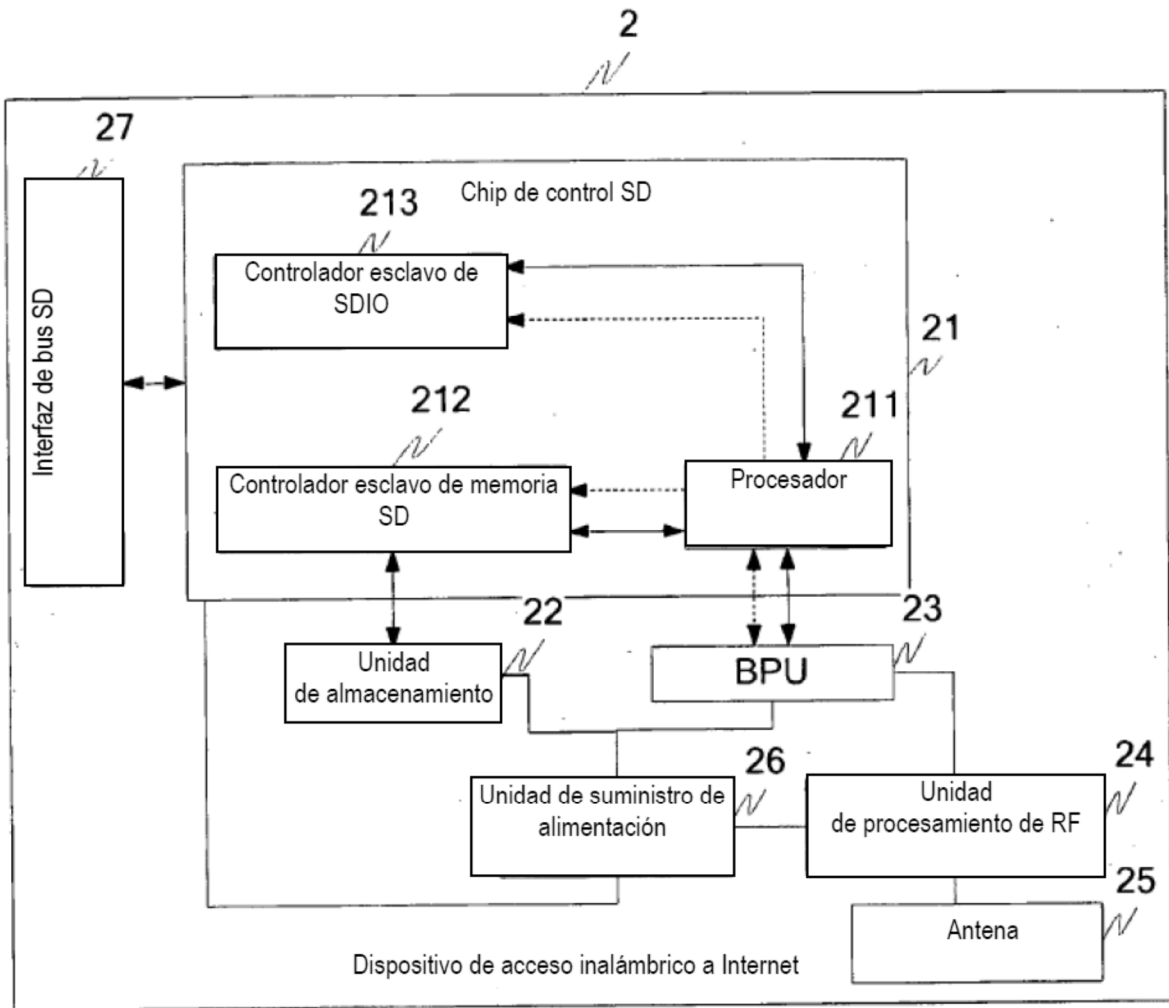 2
27
Interfaz de bus SD
Chip de control SD
213
Controlador esclavo de
SDIO
21
212
Controlador esclavo de memoria
SD
211
Procesador
22
Unidad
de almacenamiento
23
BPU
26
Unidad de suministro de
alimentación
24
Unidad
de procesamiento de RF
25
Antena
Dispositivo de acceso inalámbrico a Internet